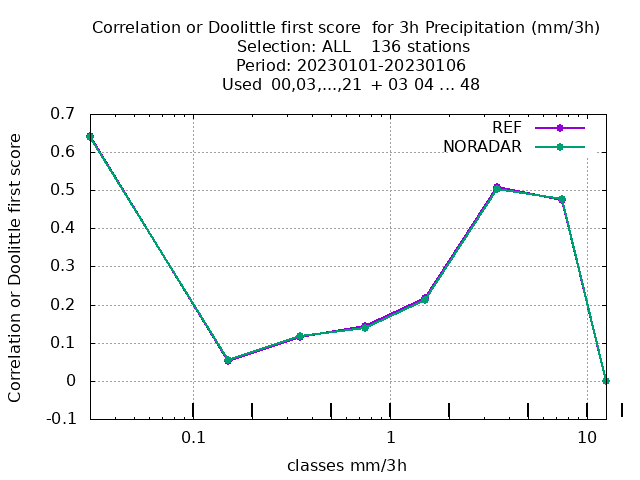 Correlation or Doolittle first score  for 3h Precipitation (mm/3h)
Selection: ALL    136 stations
Period: 20230101-20230106
Used  00,03,...,21  + 03 04 ... 48
REF
NORADAR
Correlation or Doolittle first score
0.7
0.6
0.5
0.4
0.3
0.2
0.1
0
-0.1
0.1 1 10
classes mm/3h